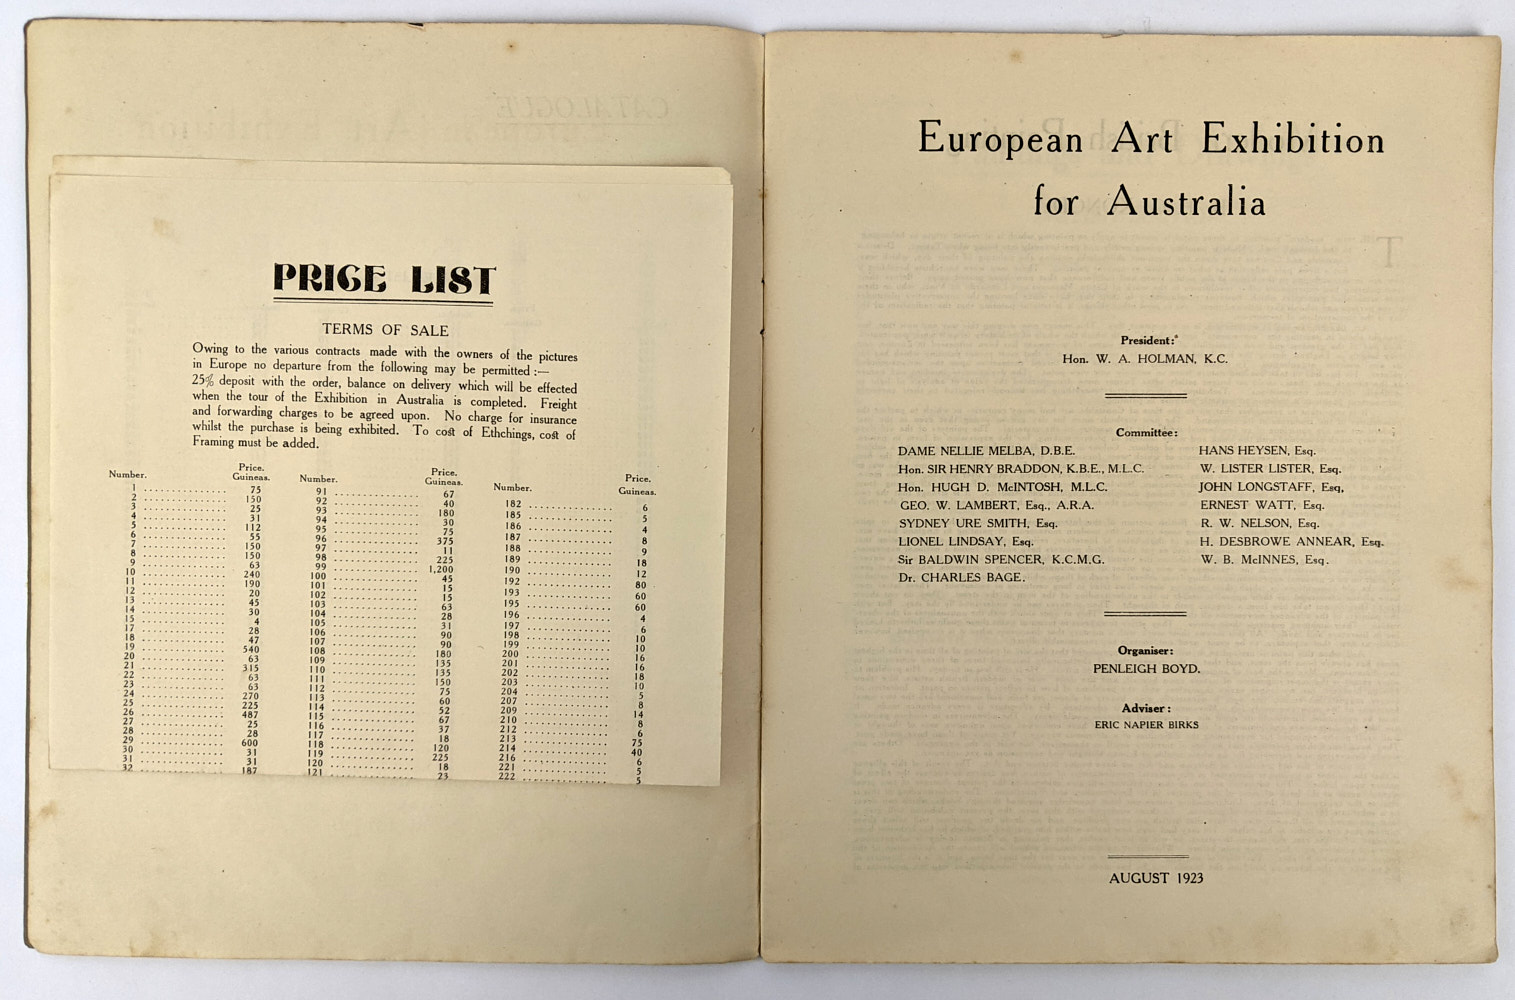 PRICE LIST
TERMS OF SALE
Owing to the various contracts made with the owners of the pictures
in Europe no departure from the following may be permitted :—
25% deposit with the order, balance on delivery which will be effected
when the tour of the Exhibition in Australia is completed. Freight
and forwarding charges to be agreed upon. No charge for insurance
whilst the purchase is being exhibited. To cost of Ethchings, cost of
Framing must be added.
Number. Price. Guineas.
1 ................ 75
2 ................ 150
3 ................ 25
4 ................ 31
5 ................ 112
6 ................ 55
7 ................ 150
8 ................ 150
9 ................ 63
10 ................ 240
11 ................ 190
12 ................ 20
13 ................ 45
14 ................ 30
15 ................ 4
17 ................ 28
18 ................ 47
19 ................ 540
20 ................ 63
21 ................ 315
22 ................ 63
23 ................ 63
24 ................ 270
25 ................ 225
26 ................ 487
27 ................ 25
28 ................ 28
29 ................ 600
30 ................ 31
31 ................ 31
32 ................ 187
Number. Price. Guineas.
91 ................ 67
92 ................ 40
93 ................ 180
94 ................ 30
95 ................ 75
96 ................ 375
97 ................ 11
98 ................ 225
99 ................ 1,200
100 ................ 45
101 ................ 15
102 ................ 15
103 ................ 63
104 ................ 28
105 ................ 31
106 ................ 90
107 ................ 90
108 ................ 180
109 ................ 135
110 ................ 135
111 ................ 150
112 ................ 75
113 ................ 60
114 ................ 52
115 ................ 67
116 ................ 37
117 ................ 18
118 ................ 120
119 ................ 225
120 ................ 18
121 ................ 23
Number. Price. Guineas.
182 ................ 6
185 ................ 5
186 ................ 4
187 ................ 8
188 ................ 9
189 ................ 18
190 ................ 12
192 ................ 80
193 ................ 60
195 ................ 60
196 ................ 4
197 ................ 6
198 ................ 10
199 ................ 10
200 ................ 16
201 ................ 16
202 ................ 18
203 ................ 10
204 ................ 5
207 ................ 8
209 ................ 14
210 ................ 8
212 ................ 6
213 ................ 75
214 ................ 40
216 ................ 6
221 ................ 5
222 ................ 5
European Art Exhibition
for Australia
President:
Hon. W. A. HOLMAN, K.C.
Committee:
DAME NELLIE MELBA, D.B.E.
Hon. SIR HENRY BRADDON, K.B.E., M.L.C.
Hon. HUGH D. McINTOSH, M.L.C.
GEO. W. LAMBERT, Esq., A.R.A.
SYDNEY URE SMITH, Esq.
LIONEL LINDSAY, Esq.
Sir BALDWIN SPENCER, K.C.M.G.
Dr. CHARLES BAGE.
HANS HEYSEN, Esq.
W. LISTER LISTER, Esq.
JOHN LONGSTAFF, Esq,
ERNEST WATT, Esq.
R. W. NELSON, Esq.
H. DESBROWE ANNEAR, Esq.
W. B. McINNES, Esq.
Organiser:
PENLEIGH BOYD.
Adviser:
ERIC NAPIER BIRKS
AUGUST 1923